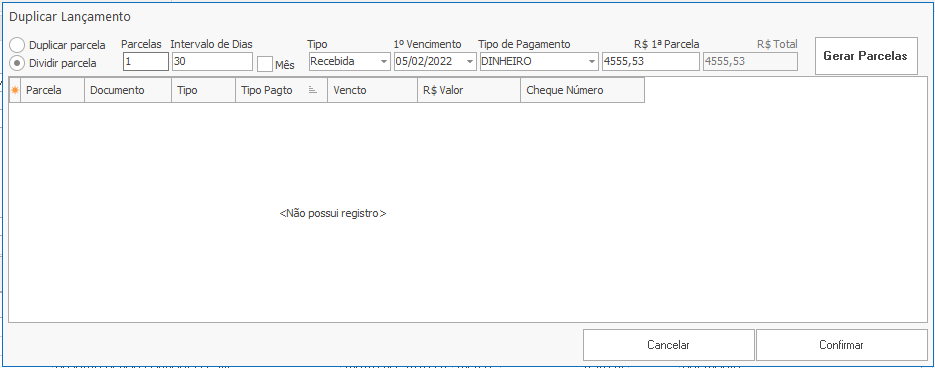 Duplicar Lançamento
Duplicar parcela Parcelas Intervalo de Dias Tipo 1º Vencimento Tipo de Pagamento R$ 1ª Parcela R$ Total
Dividir parcela 1 30 Mês Recebida 05/02/2022 DINHEIRO 4555,53 4555,53 Gerar Parcelas
Parcela Documento Tipo Tipo Pagto Vencto R$ Valor Cheque Número
<Não possui registro>
Cancelar Confirmar